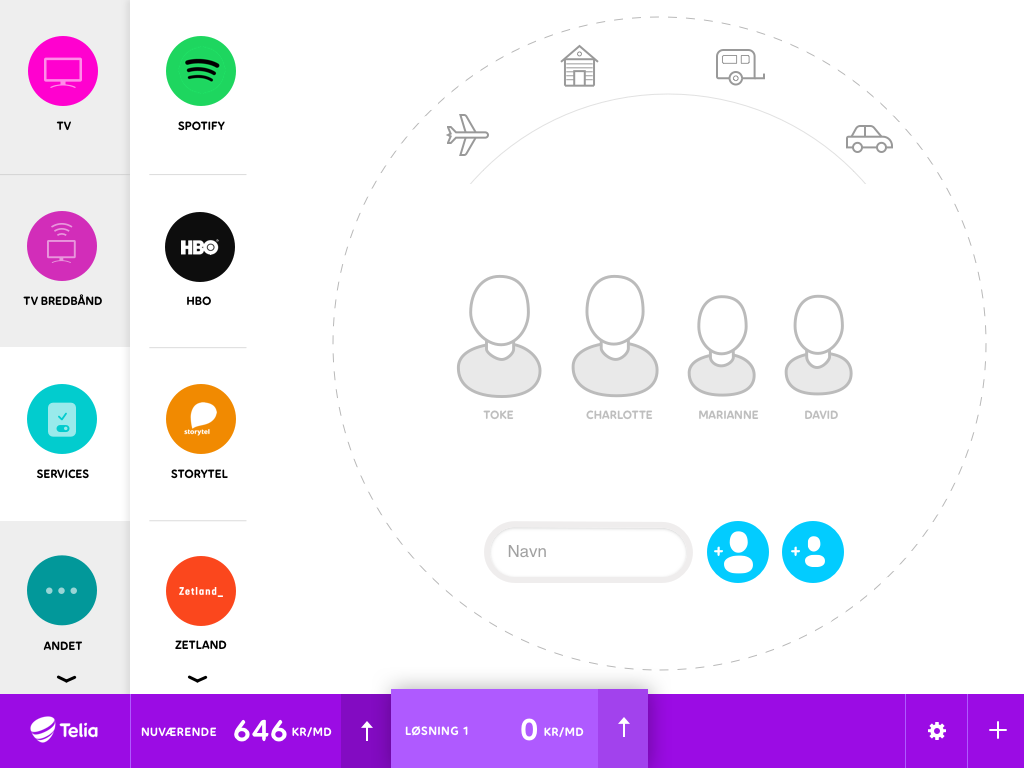 TV
SPOTIFY
TV BREDBÅND
HBO
HBO
SERVICES
storytel
STORYTEL
ANDET
Zetland_
ZETLAND
TOKE
CHARLOTTE
MARIANNE
DAVID
Navn
Telia
NUVÆRENDE 646 KR/MD
LØSNING 1 0 KR/MD